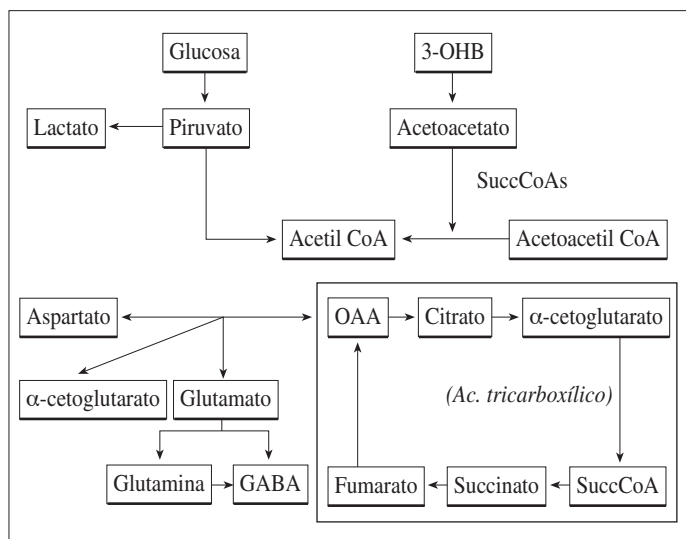 Glucosa
3-OHB
Lactato
Piruvato
Acetoacetato
SuccCoAs
Acetil CoA
Acetoacetil CoA
Aspartato
OAA
Citrato
α-cetoglutarato
α-cetoglutarato
Glutamato
(Ac. tricarboxílico)
Glutamina
GABA
Fumarato
Succinato
SuccCoA